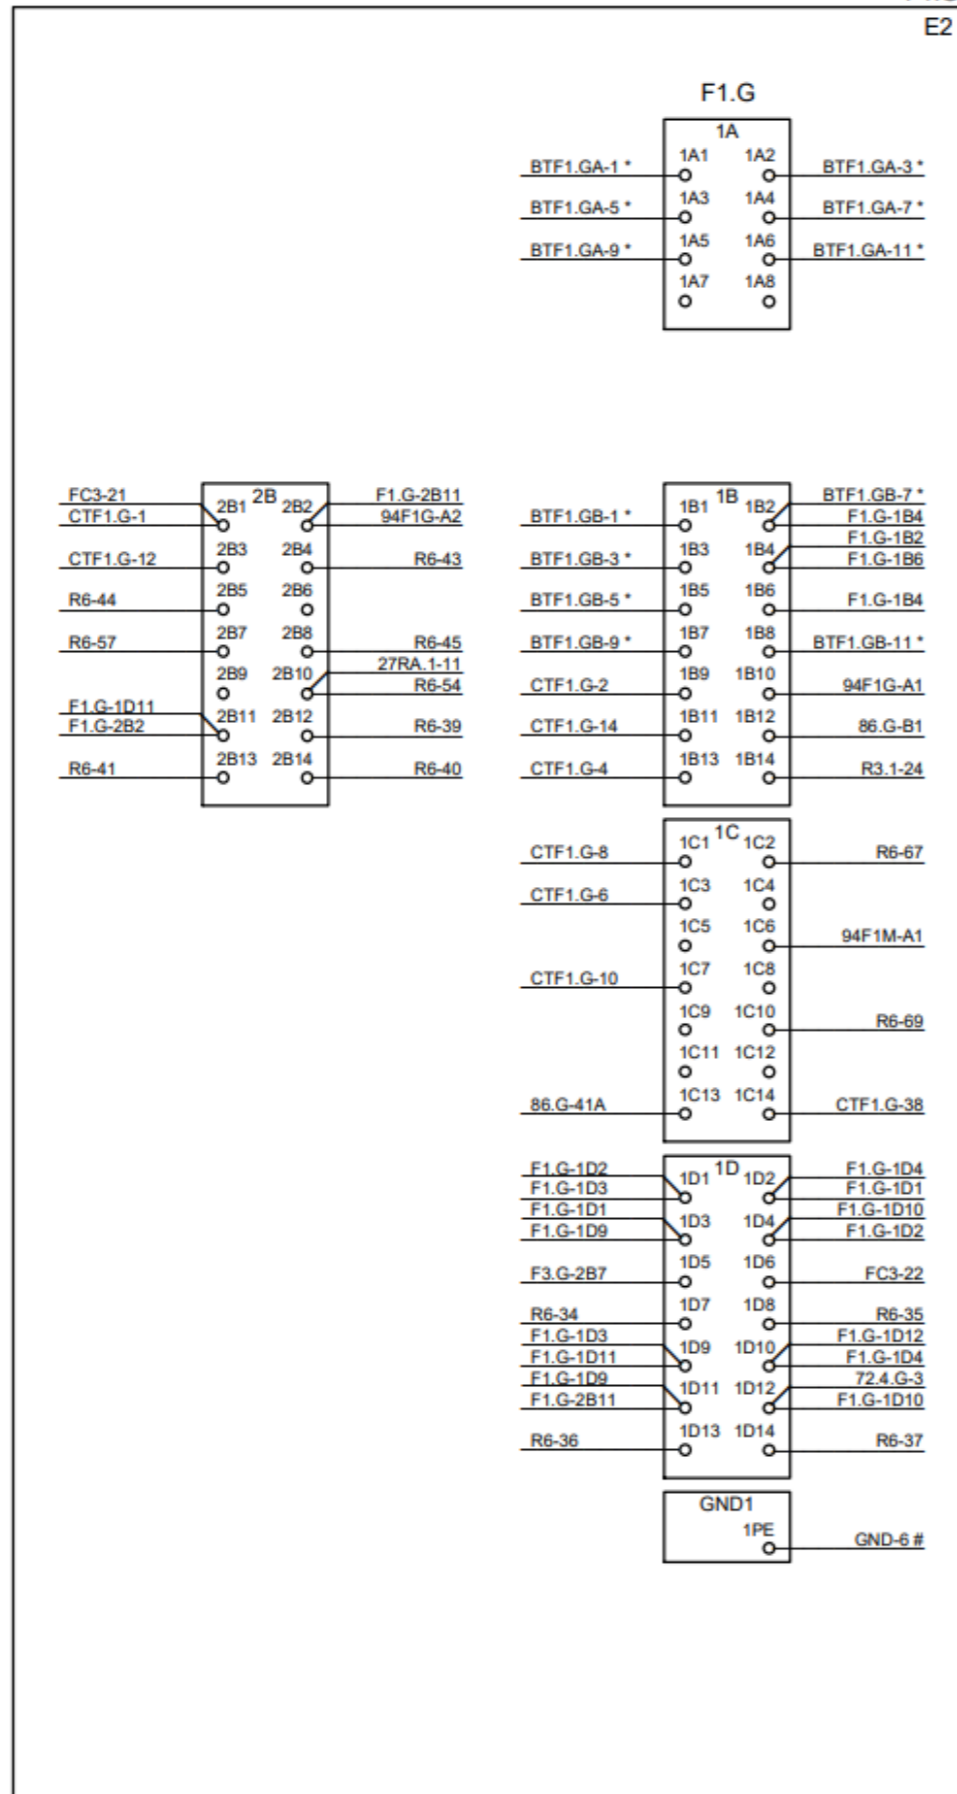 E2
F1.G
1A
1A1 1A2
BTF1.GA-1 * BTF1.GA-3 *
1A3 1A4
BTF1.GA-5 * BTF1.GA-7 *
1A5 1A6
BTF1.GA-9 * BTF1.GA-11 *
1A7 1A8
2B
FC3-21 F1.G-2B11
2B1 2B2
CTF1.G-1 94F1G-A2
2B3 2B4
CTF1.G-12 R6-43
2B5 2B6
R6-44
2B7 2B8
R6-57 R6-45
27RA.1-11
2B9 2B10
R6-54
F1.G-1D11
2B11 2B12
F1.G-2B2 R6-39
2B13 2B14
R6-41 R6-40
1B
BTF1.GB-7 *
1B1 1B2
BTF1.GB-1 * F1.G-1B4
F1.G-1B2
1B3 1B4
BTF1.GB-3 * F1.G-1B6
1B5 1B6
BTF1.GB-5 * F1.G-1B4
1B7 1B8
BTF1.GB-9 * BTF1.GB-11 *
1B9 1B10
CTF1.G-2 94F1G-A1
1B11 1B12
CTF1.G-14 86.G-B1
1B13 1B14
CTF1.G-4 R3.1-24
1C
1C1 1C2
CTF1.G-8 R6-67
1C3 1C4
CTF1.G-6
1C5 1C6
94F1M-A1
1C7 1C8
CTF1.G-10
1C9 1C10
R6-69
1C11 1C12
1C13 1C14
86.G-41A CTF1.G-38
1D
F1.G-1D2 F1.G-1D4
1D1 1D2
F1.G-1D3 F1.G-1D1
F1.G-1D1 F1.G-1D10
1D3 1D4
F1.G-1D9 F1.G-1D2
1D5 1D6
F3.G-2B7 FC3-22
1D7 1D8
R6-34 R6-35
F1.G-1D3 F1.G-1D12
1D9 1D10
F1.G-1D11 F1.G-1D4
F1.G-1D9 72.4.G-3
1D11 1D12
F1.G-2B11 F1.G-1D10
1D13 1D14
R6-36 R6-37
GND1
1PE
GND-6 #